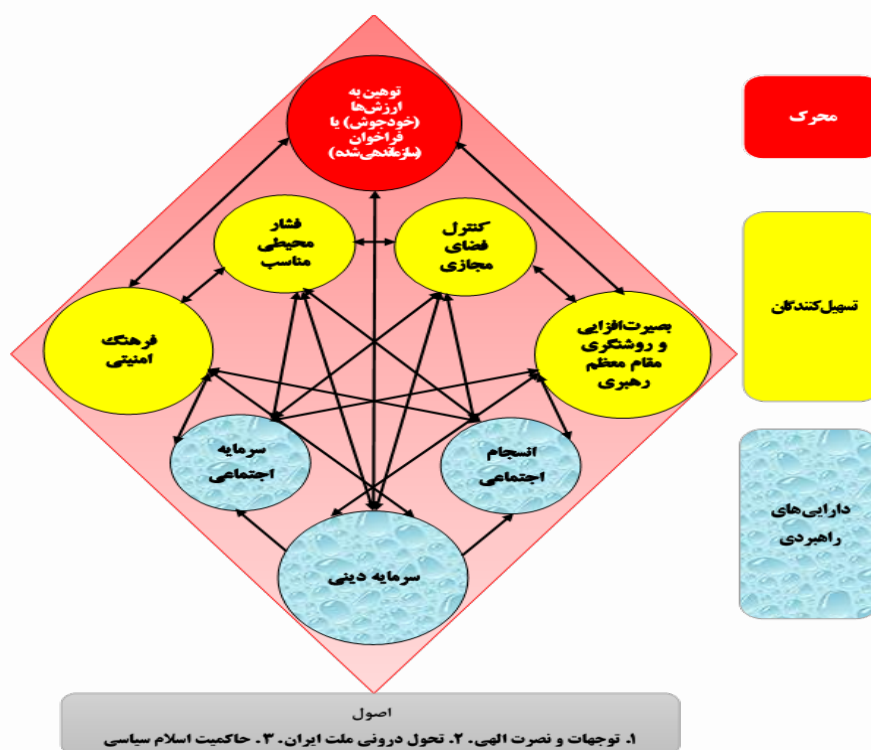 توهین به
ارزش‌ها
(خودجوش) یا
فراخوان
(سازماندهی‌شده)
محرک
فشار
محیطی
مناسب
کنترل
فضای
مجازی
تسهیل‌کنندگان
فرهنگ
امنیتی
بصیرت‌افزایی
و روشنگری
مقام معظم
رهبری
سرمایه
اجتماعی
انسجام
اجتماعی
دارایی‌های
راهبردی
سرمایه دینی
اصول
۱. توجهات و نصرت الهی. ۲. تحول درونی ملت ایران. ۳. حاکمیت اسلام سیاسی